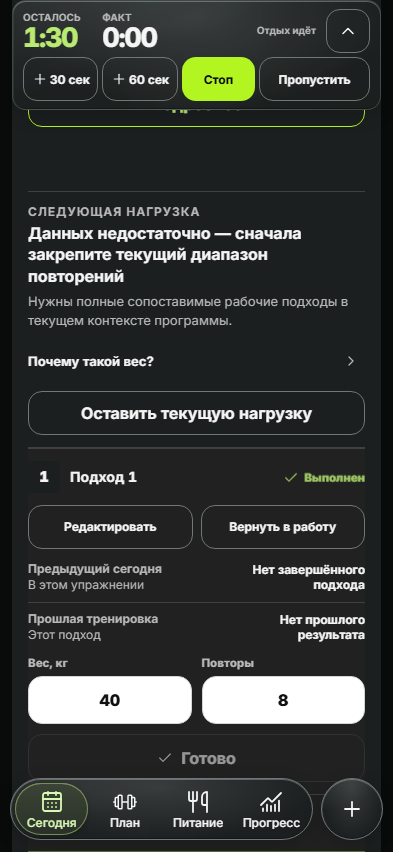 ОСТАЛОСЬ
ФАКТ
1:30
0:00
Отдых идёт
+ 30 сек
+ 60 сек
Стоп
Пропустить
СЛЕДУЮЩАЯ НАГРУЗКА
Данных недостаточно — сначала
закрепите текущий диапазон
повторений
Нужны полные сопоставимые рабочие подходы в
текущем контексте программы.
Почему такой вес?
Оставить текущую нагрузку
1 Подход 1
Выполнен
Редактировать
Вернуть в работу
Предыдущий сегодня
В этом упражнении
Нет завершённого
подхода
Прошлая тренировка
Этот подход
Нет прошлого
результата
Вес, кг
Повторы
40
8
Готово
Сегодня
План
Питание
Прогресс